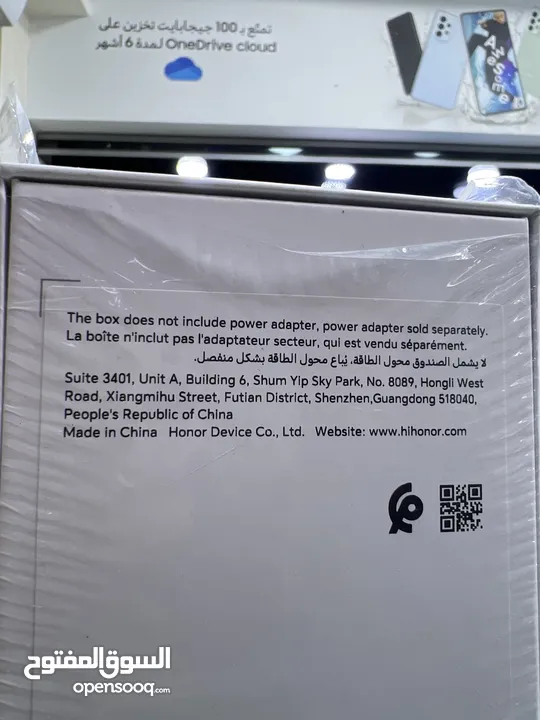 تمتّع بـ 100 جيجابايت تخزين على
OneDrive cloud لمدة 6 أشهر
Awesome
The box does not include power adapter, power adapter sold separately.
La boîte n'inclut pas l'adaptateur secteur, qui est vendu séparément.
لا يشمل الصندوق محول الطاقة. يُباع محول الطاقة بشكل منفصل.
Suite 3401, Unit A, Building 6, Shum Yip Sky Park, No. 8089, Hongli West
Road, Xiangmihu Street, Futian District, Shenzhen,Guangdong 518040,
People's Republic of China
Made in China Honor Device Co., Ltd. Website: www.hihonor.com
السوق المفتوح
opensooq.com